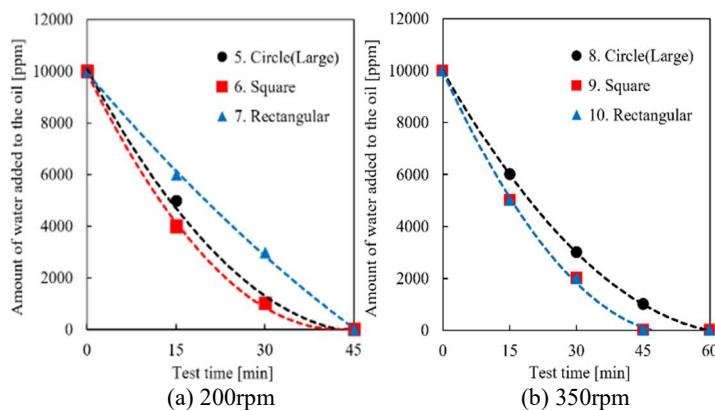 Amount of water added to the oil [ppm]
12000
10000
8000
6000
4000
2000
0
5. Circle(Large)
6. Square
7. Rectangular
0 15 30 45
Test time [min]
(a) 200rpm
Amount of water added to the oil [ppm]
12000
10000
8000
6000
4000
2000
0
8. Circle(Large)
9. Square
10. Rectangular
0 15 30 45 60
Test time [min]
(b) 350rpm